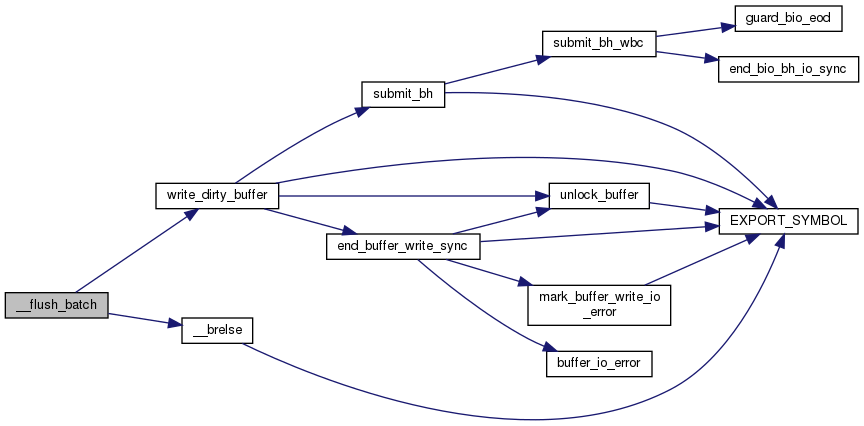 guard_bio_eod
submit_bh_wbc
end_bio_bh_io_sync
submit_bh
write_dirty_buffer
unlock_buffer
EXPORT_SYMBOL
end_buffer_write_sync
__flush_batch
mark_buffer_write_io
_error
__brelse
buffer_io_error